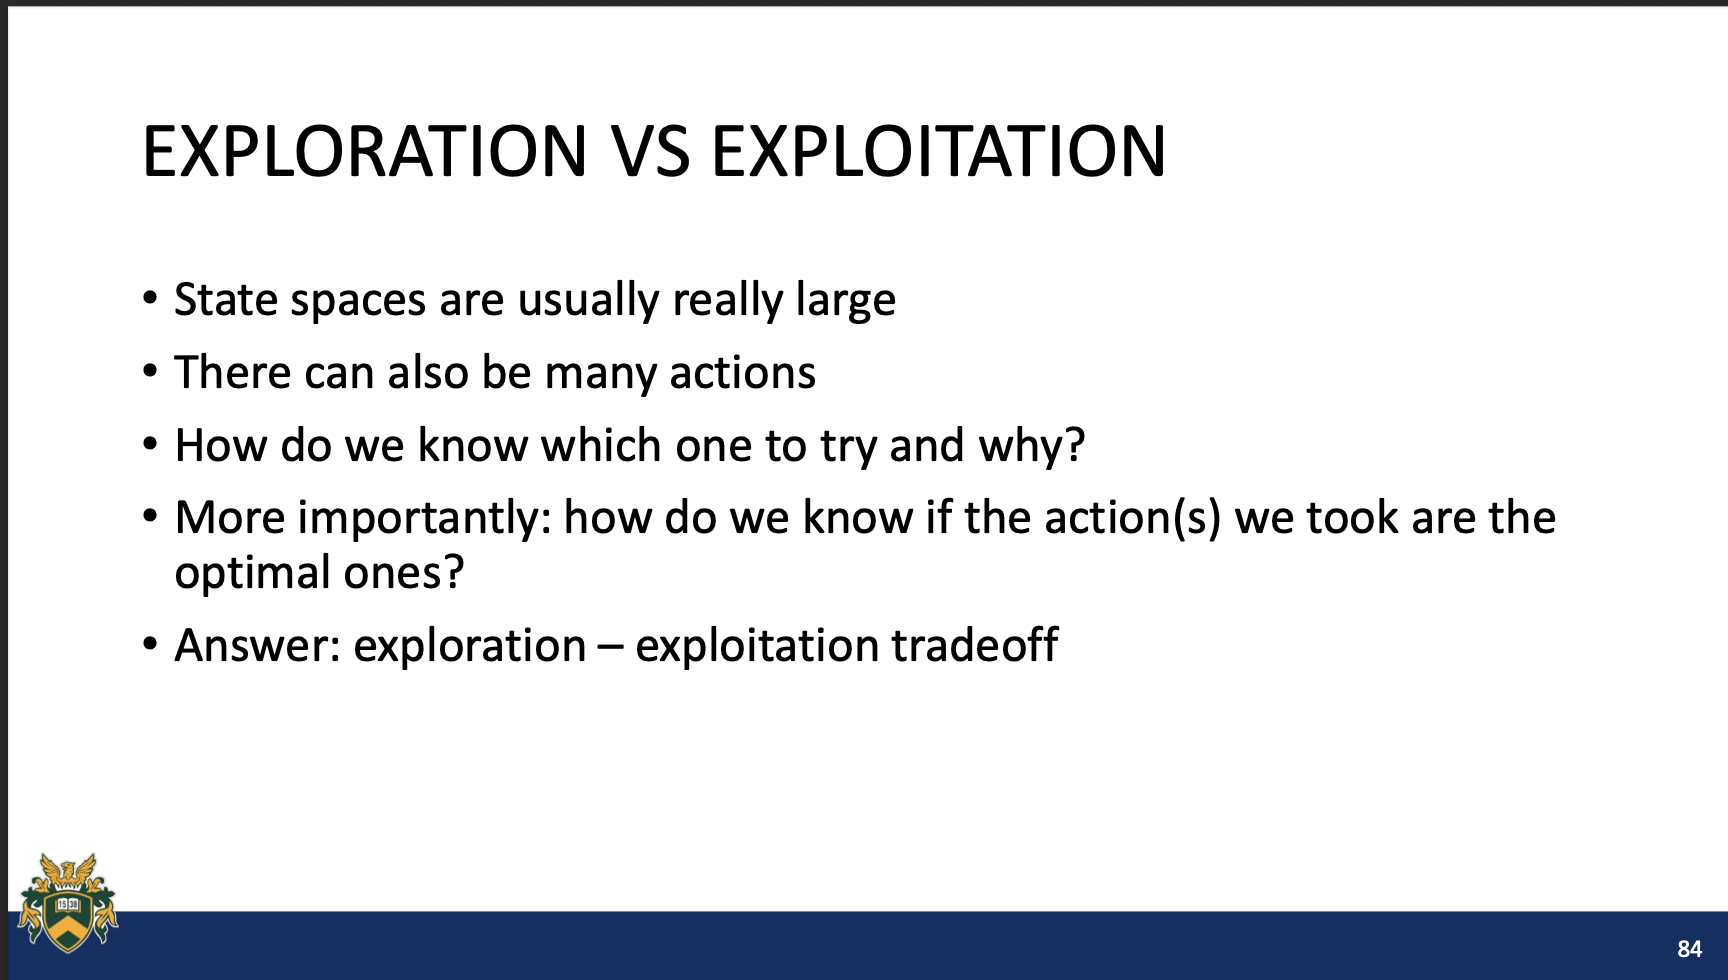 EXPLORATION VS EXPLOITATION
• State spaces are usually really large
• There can also be many actions
• How do we know which one to try and why?
• More importantly: how do we know if the action(s) we took are the
optimal ones?
• Answer: exploration – exploitation tradeoff
15 38
84